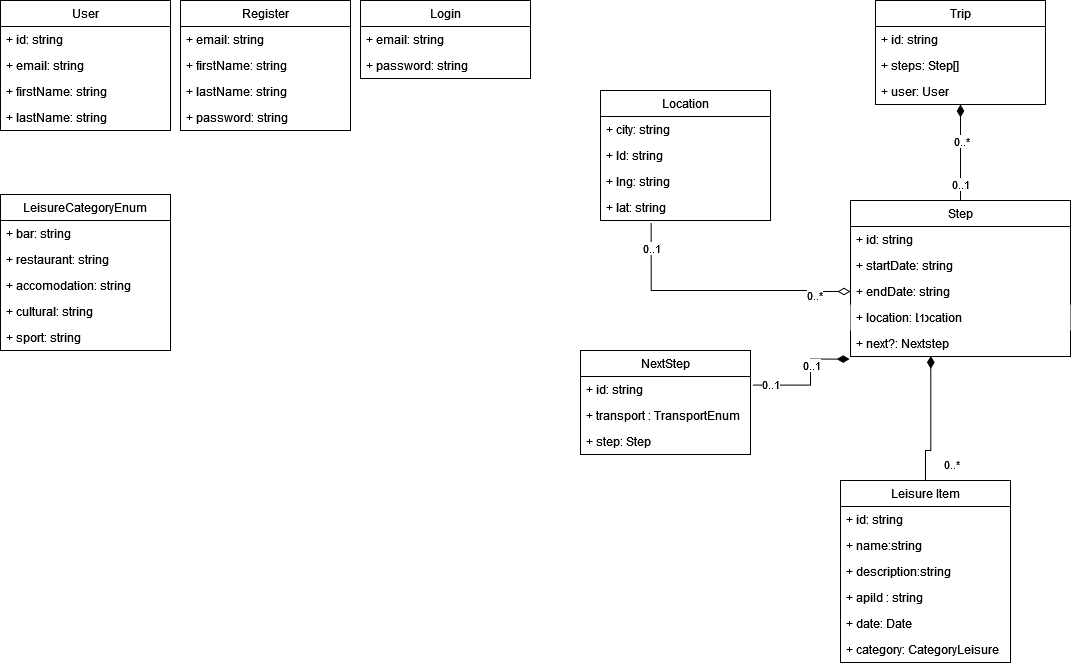 User
+ id: string
+ email: string
+ firstName: string
+ lastName: string
Register
+ email: string
+ firstName: string
+ lastName: string
+ password: string
Login
+ email: string
+ password: string
Trip
+ id: string
+ steps: Step[]
+ user: User
0..*
0..1
Location
+ city: string
+ Id: string
+ lng: string
+ lat: string
0..1
0..*
LeisureCategoryEnum
+ bar: string
+ restaurant: string
+ accomodation: string
+ cultural: string
+ sport: string
Step
+ id: string
+ startDate: string
+ endDate: string
+ location:
+ next?: Nextstep
NextStep
+ id: string
+ transport : TransportEnum
+ step: Step
0..1
0..1
0..*
Leisure Item
+ id: string
+ name:string
+ description:string
+ apiId : string
+ date: Date
+ category: CategoryLeisure